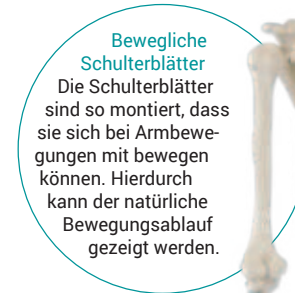 Bewegliche
Schulterblätter
Die Schulterblätter
sind so montiert, dass
sie sich bei Armbewe-
gungen mit bewegen
können. Hierdurch
kann der natürliche
Bewegungsablauf
gezeigt werden.